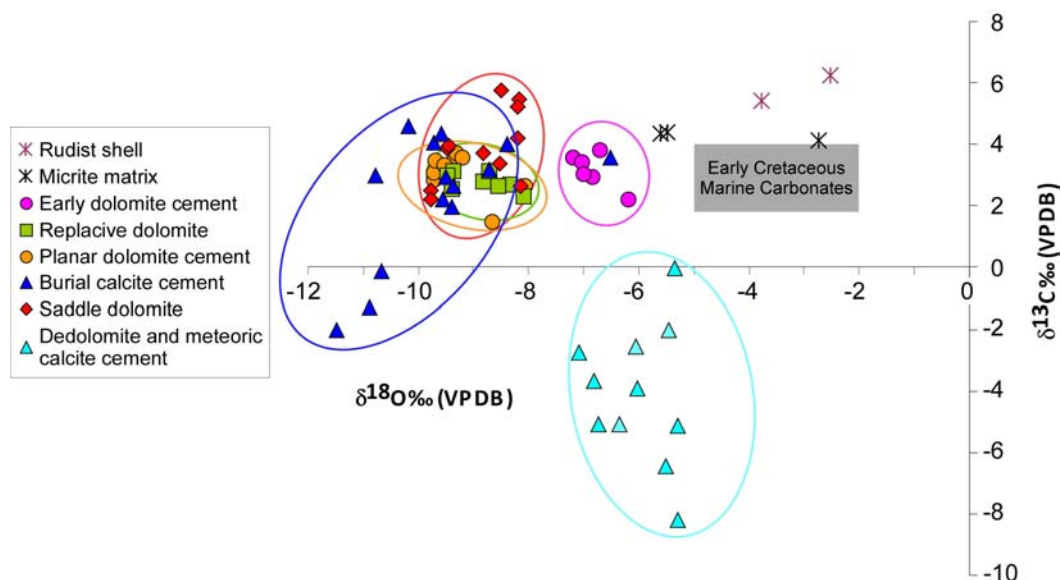 Rudist shell
Micrite matrix
Early dolomite cement
Replacive dolomite
Planar dolomite cement
Burial calcite cement
Saddle dolomite
Dedolomite and meteoric
calcite cement
Early Cretaceous
Marine Carbonates
8
6
4
2
0
-2
-4
-6
-8
-10
δ13C‰ (VPDB)
-12
-10
-8
-6
-4
-2
0
δ18O‰ (VPDB)